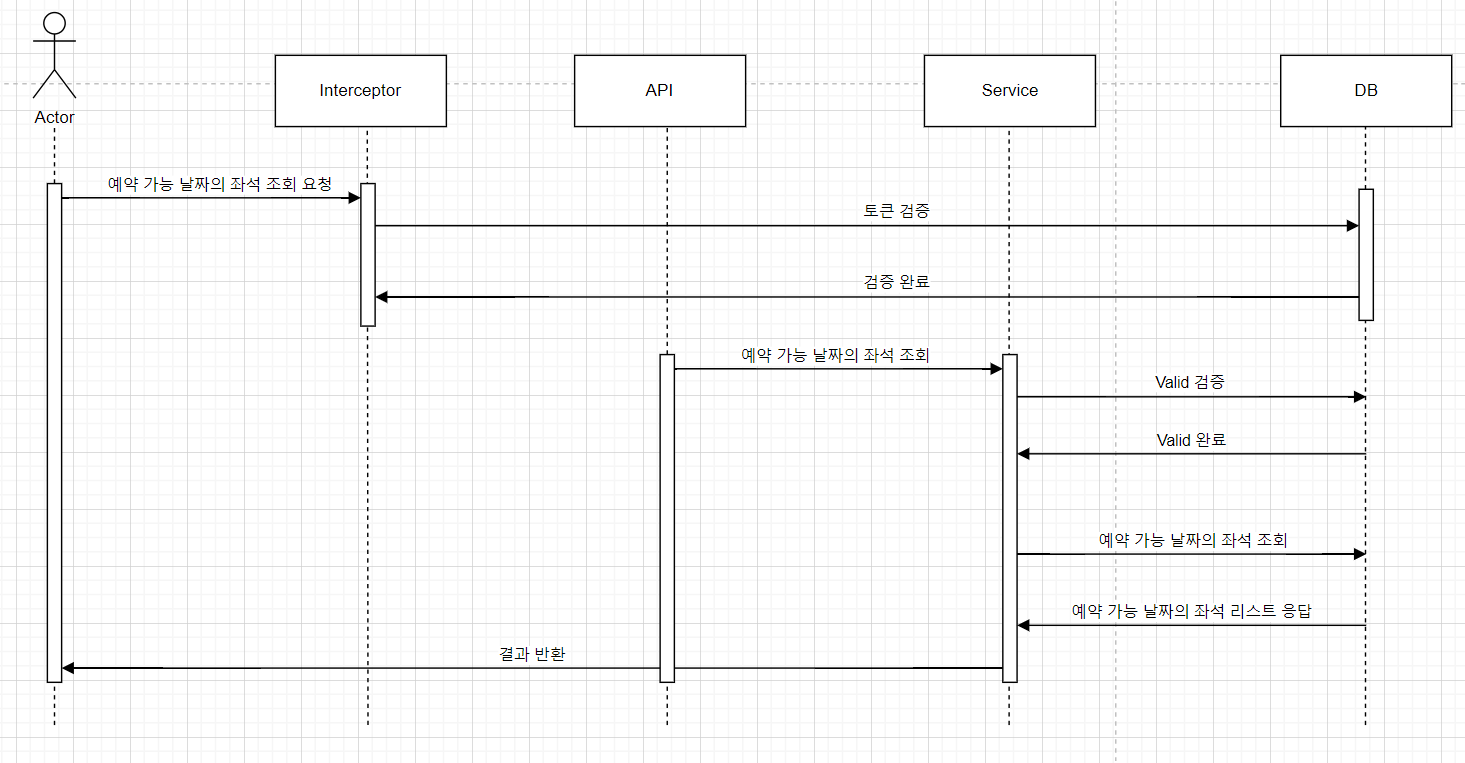 Actor
Interceptor
API
Service
DB
예약 가능 날짜의 좌석 조회 요청
토큰 검증
검증 완료
예약 가능 날짜의 좌석 조회
Valid 검증
Valid 완료
예약 가능 날짜의 좌석 조회
예약 가능 날짜의 좌석 리스트 응답
결과 반환